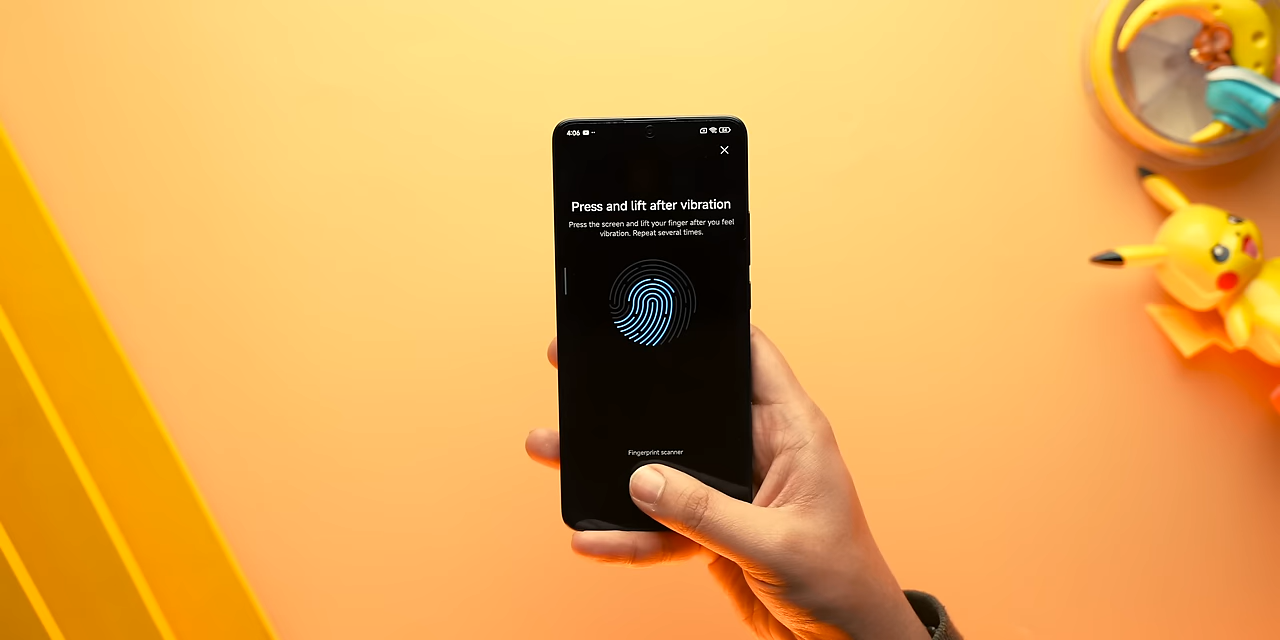 4:06
Press and lift after vibration
Press the screen and lift your finger after you feel
vibration. Repeat several times.
Fingerprint scanner